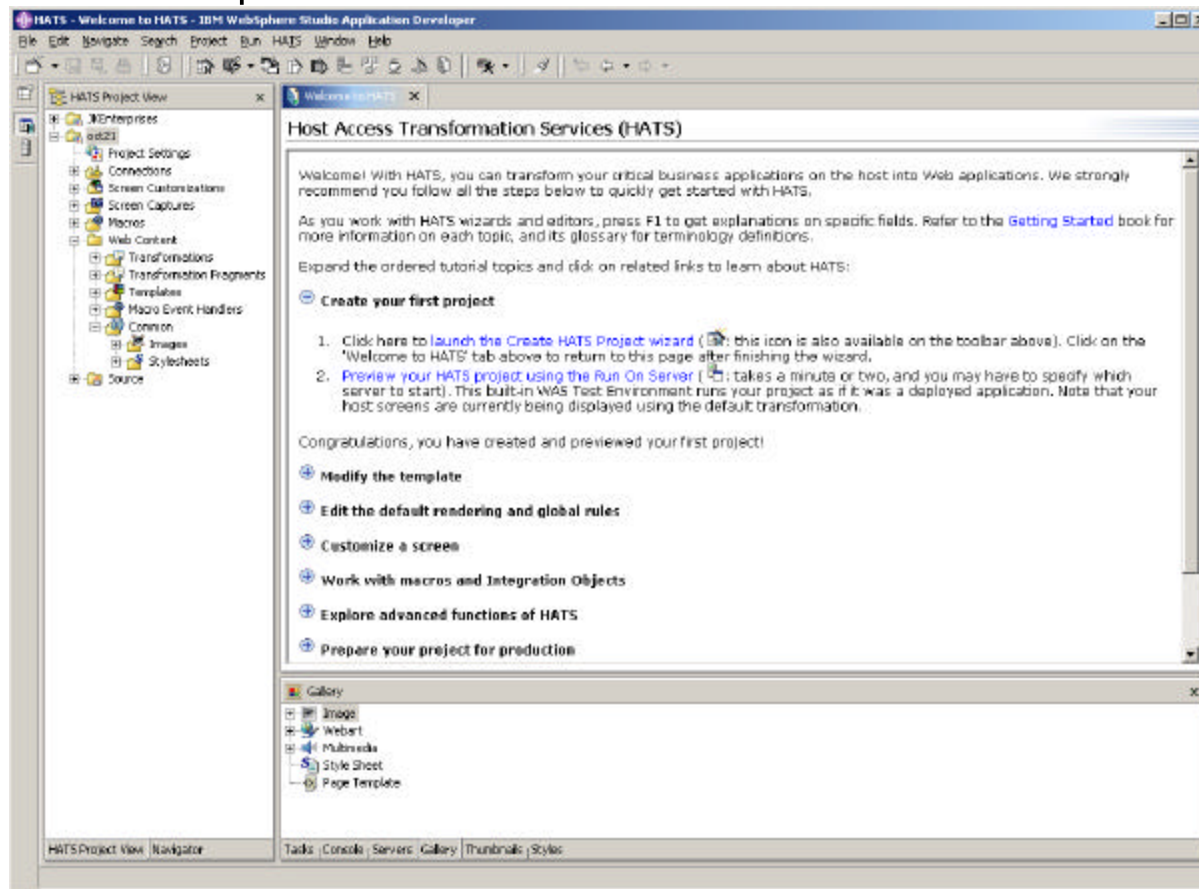 HATS - Welcome to HATS - IBM WebSphere Studio Application Developer
File Edit Navigate Search Project Run HATS Window Help
HATS Project View
Welcome to HATS
JKEnterprises
oct21
Project Settings
Connections
Screen Customizations
Screen Captures
Macros
Web Content
Transformations
Transformation Fragments
Templates
Macro Event Handlers
Common
Images
Stylesheets
Source
Host Access Transformation Services (HATS)
Welcome! With HATS, you can transform your critical business applications on the host into Web applications. We strongly
recommend you follow all the steps below to quickly get started with HATS.
As you work with HATS wizards and editors, press F1 to get explanations on specific fields. Refer to the Getting Started book for
more information on each topic, and its glossary for terminology definitions.
Expand the ordered tutorial topics and click on related links to learn about HATS:
Create your first project
1. Click here to launch the Create HATS Project wizard ( : this icon is also available on the toolbar above). Click on the
'Welcome to HATS' tab above to return to this page after finishing the wizard.
2. Preview your HATS project using the Run On Server ( : takes a minute or two, and you may have to specify which
server to start). This built-in WAS Test Environment runs your project as if it was a deployed application. Note that your
host screens are currently being displayed using the default transformation.
Congratulations, you have created and previewed your first project!
Modify the template
Edit the default rendering and global rules
Customize a screen
Work with macros and Integration Objects
Explore advanced functions of HATS
Prepare your project for production
Gallery
Image
Webart
Multimedia
Style Sheet
Page Template
HATS Project View Navigator
Tasks Console Servers Gallery Thumbnails Styles